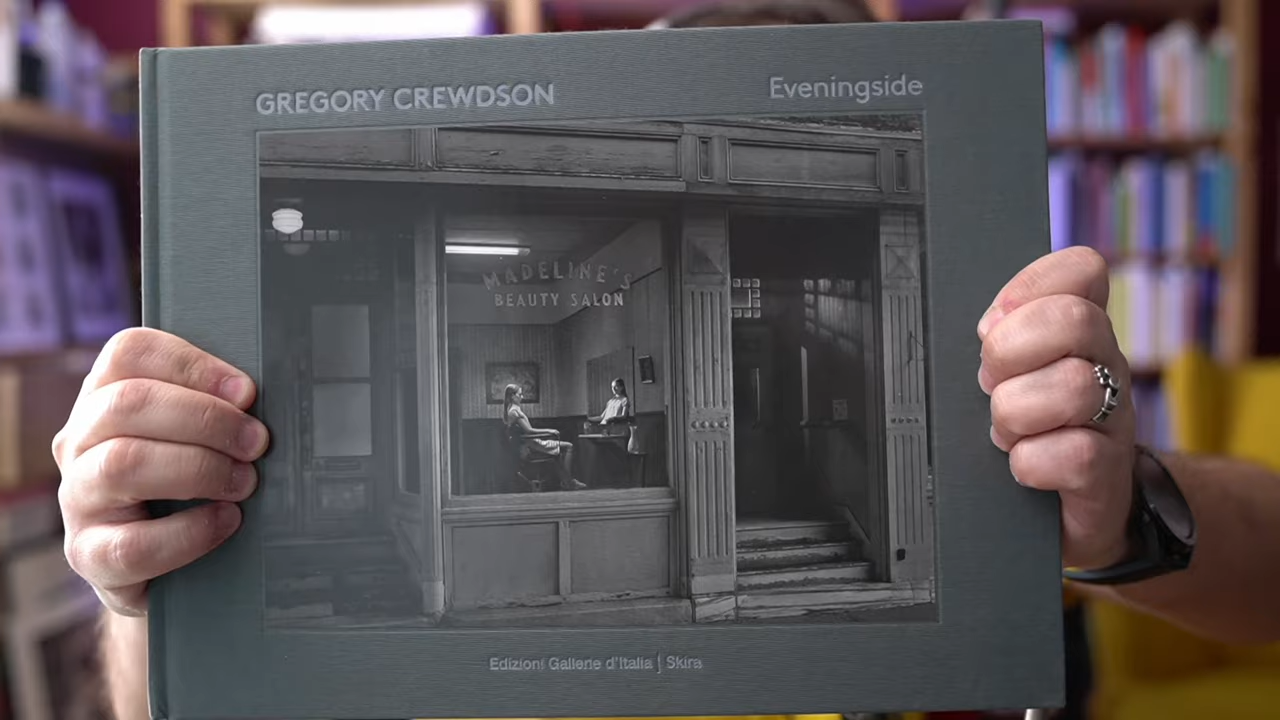 GREGORY CREWDSON
Eveningside
MADELINE'S
BEAUTY SALON
Edizioni Gallerie d'Italia | Skira